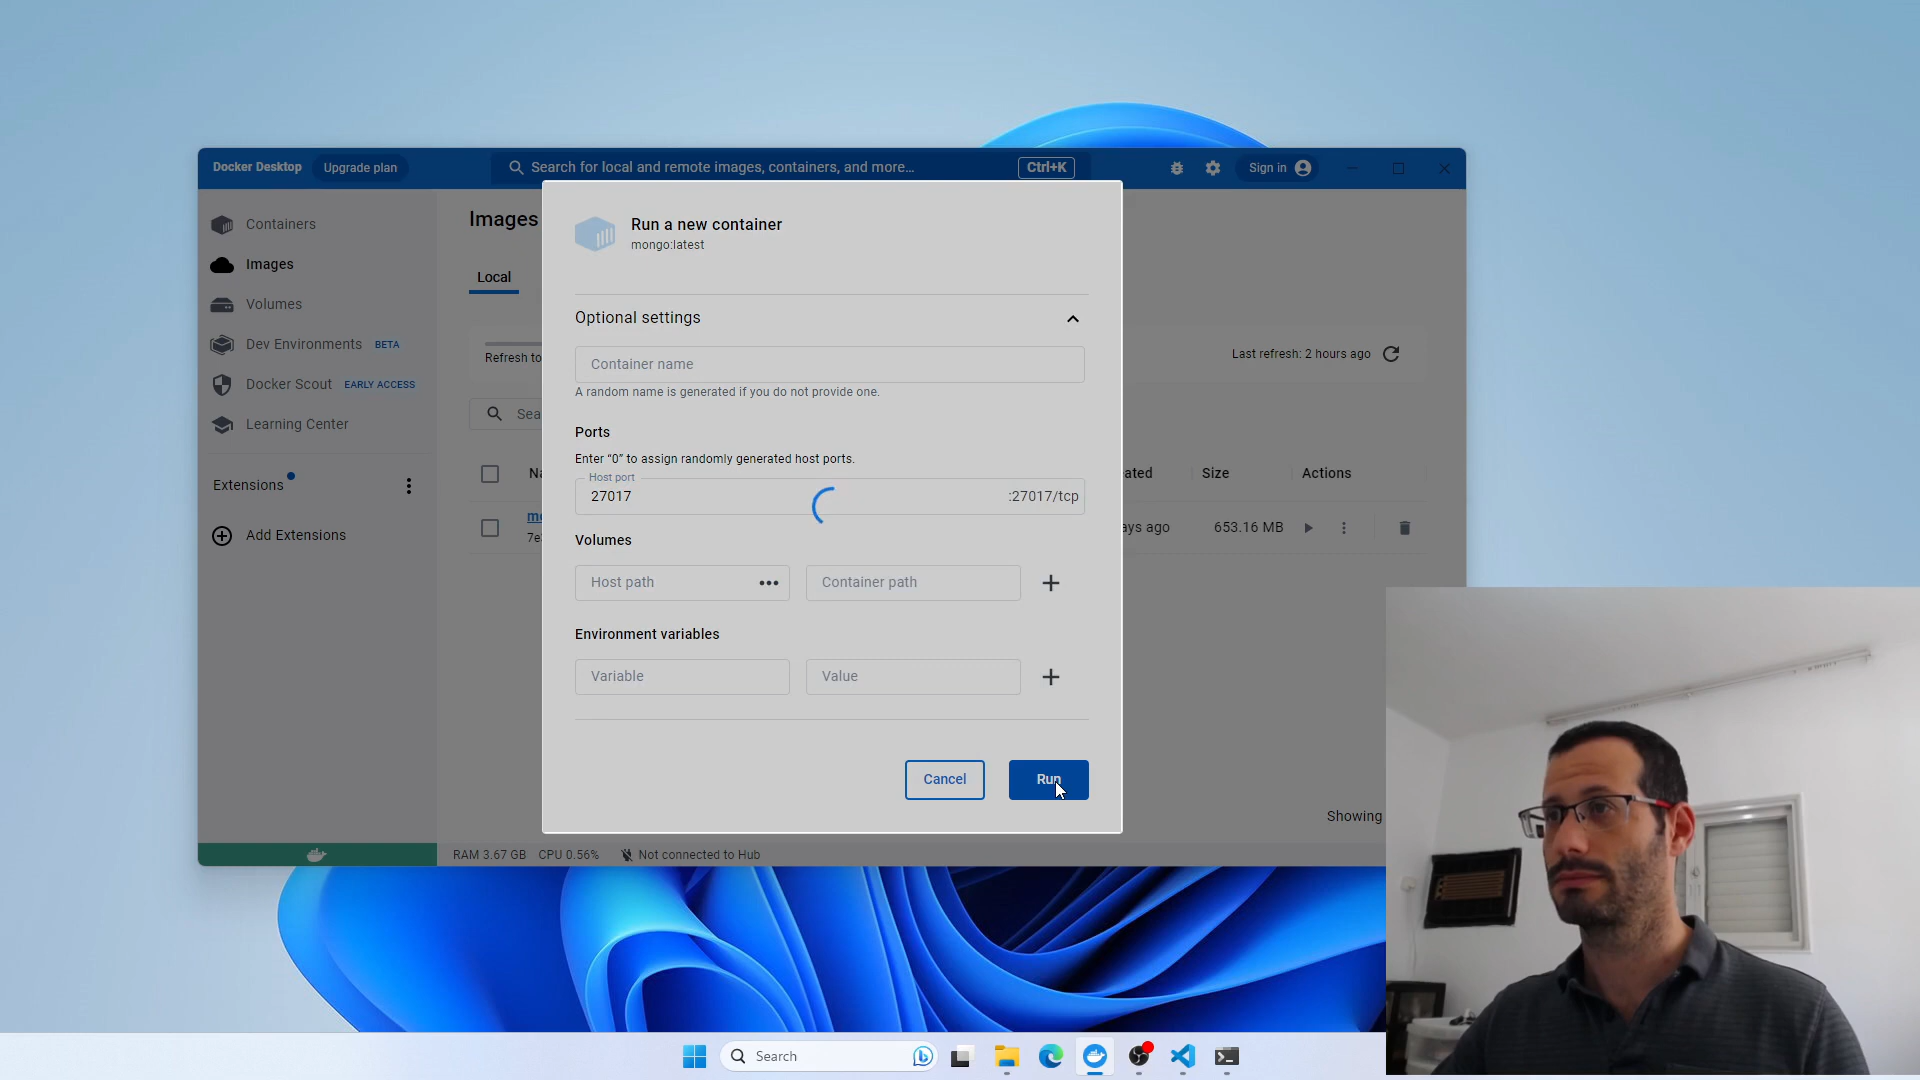 Docker Desktop
Upgrade plan
Search for local and remote images, containers, and more...
Ctrl+K
Sign in
Containers
Images
Volumes
Dev Environments BETA
Docker Scout EARLY ACCESS
Learning Center
Extensions
Add Extensions
Images
Local
Refresh to
Last refresh: 2 hours ago
Sea
Na
ated
Size
Actions
mo
7e
ays ago
653.16 MB
Showing
Run a new container
mongo:latest
Optional settings
Container name
A random name is generated if you do not provide one.
Ports
Enter “0” to assign randomly generated host ports.
Host port
27017
:27017/tcp
Volumes
Host path
Container path
Environment variables
Variable
Value
Cancel
Run
RAM 3.67 GB CPU 0.56% Not connected to Hub
Search